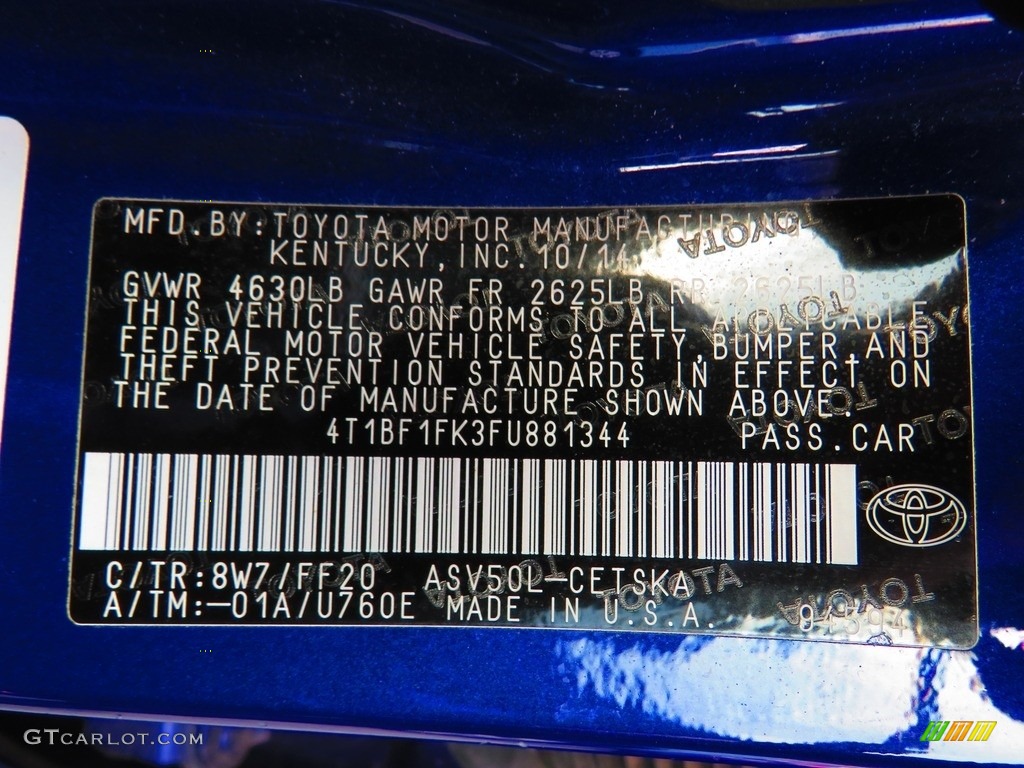 MFD. BY: TOYOTA MOTOR MANUFACTURING
KENTUCKY, INC. 10/14
GVWR 4630LB GAWR FR 2625LB RR 2625LB
THIS VEHICLE CONFORMS TO ALL APPLICABLE
FEDERAL MOTOR VEHICLE SAFETY, BUMPER, AND
THEFT PREVENTION STANDARDS IN EFFECT ON
THE DATE OF MANUFACTURE SHOWN ABOVE.
4T1BF1FK3FU881344 PASS. CAR
C/TR: 8W7/FF20 ASV50L-CETSKA
A/TM: -01A/U760E MADE IN U.S.A.
GTCARLOT.COM